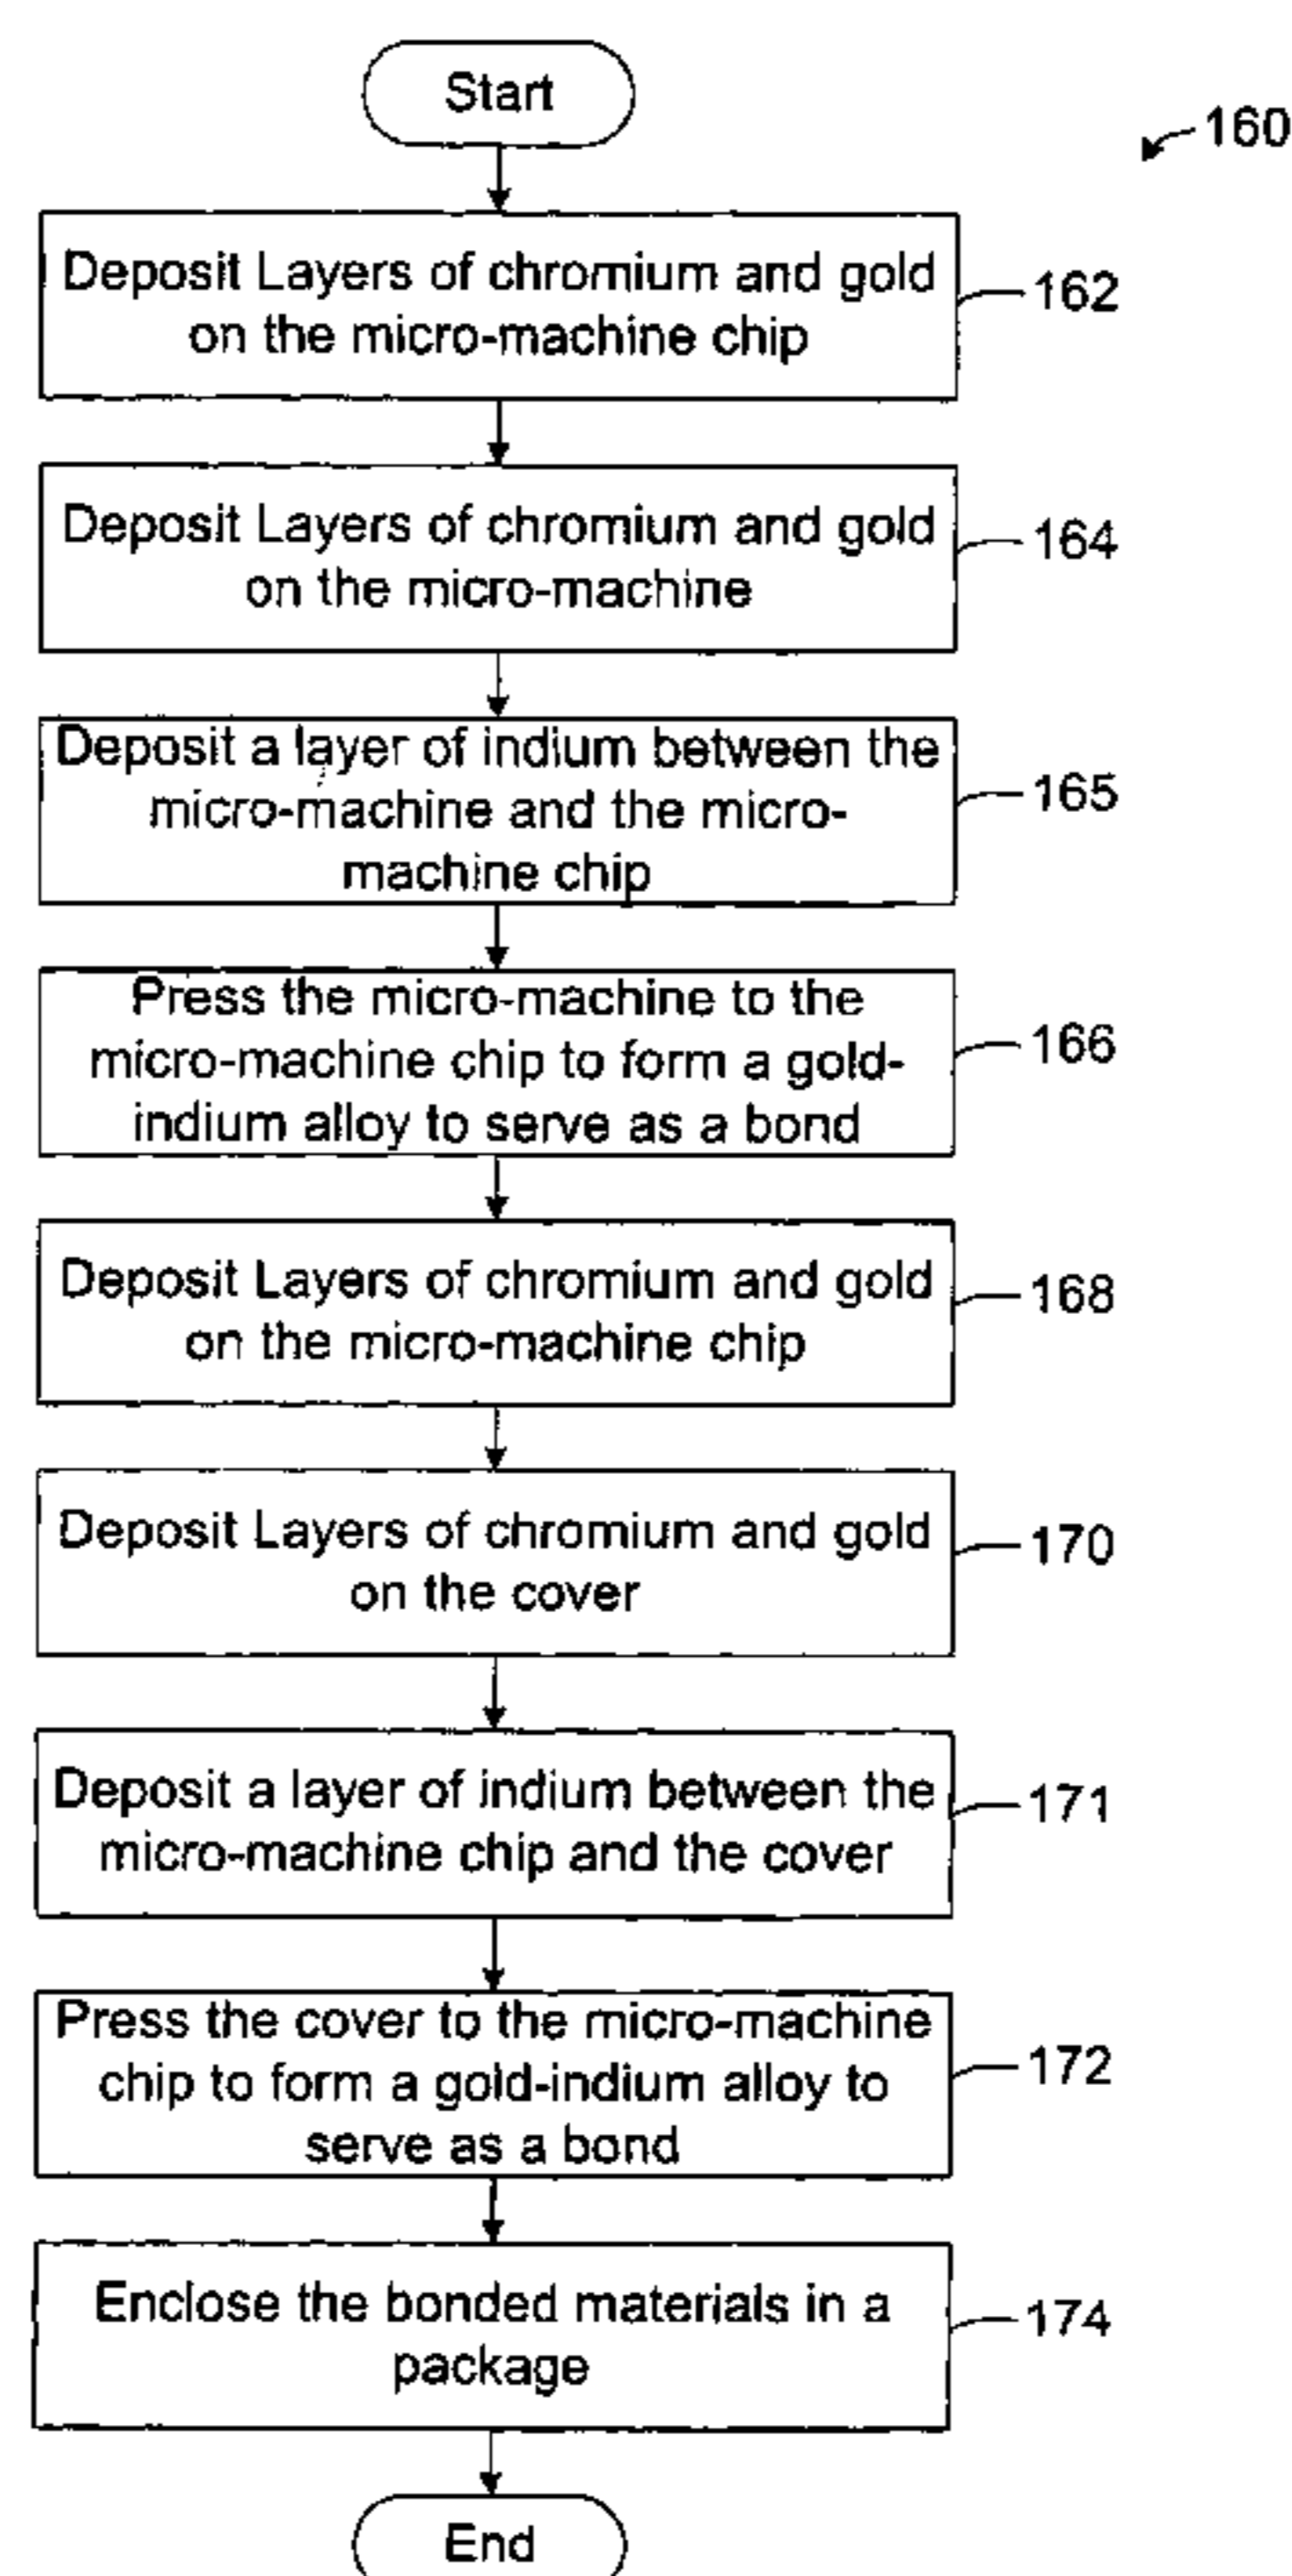 Start
160
Deposit Layers of chromium and gold
on the micro-machine chip
162
Deposit Layers of chromium and gold
on the micro-machine
164
Deposit a layer of indium between the
micro-machine and the micro-
machine chip
165
Press the micro-machine to the
micro-machine chip to form a gold-
indium alloy to serve as a bond
166
Deposit Layers of chromium and gold
on the micro-machine chip
168
Deposit Layers of chromium and gold
on the cover
170
Deposit a layer of indium between the
micro-machine chip and the cover
171
Press the cover to the micro-machine
chip to form a gold-indium alloy to
serve as a bond
172
Enclose the bonded materials in a
package
174
End